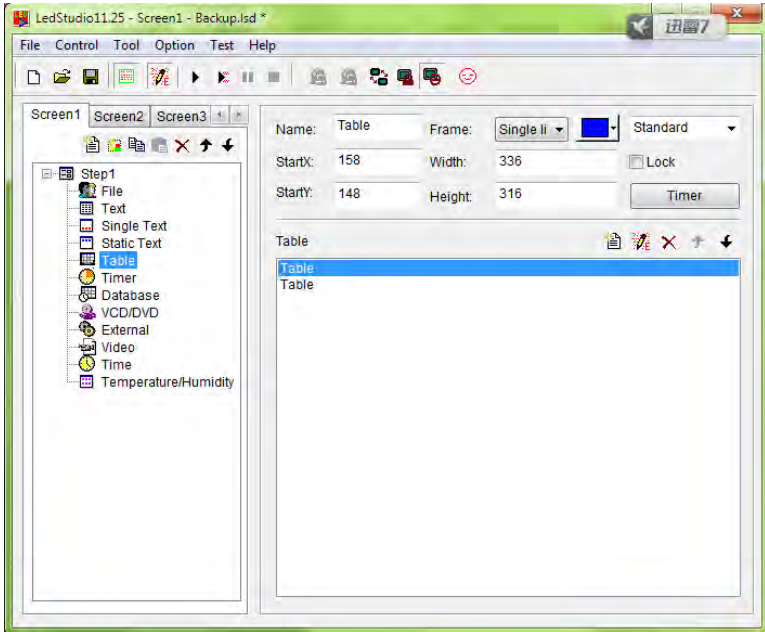 LedStudio11.25 - Screen1 - Backup.lsd *
迅雷7
X
File Control Tool Option Test Help
Screen1 Screen2 Screen3
Name: Table Frame: Single li Standard
StartX: 158 Width: 336 Lock
StartY: 148 Height: 316 Timer
Step1
File
Text
Single Text
Static Text
Table
Timer
Database
VCD/DVD
External
Video
Time
Temperature/Humidity
Table
Table
Table